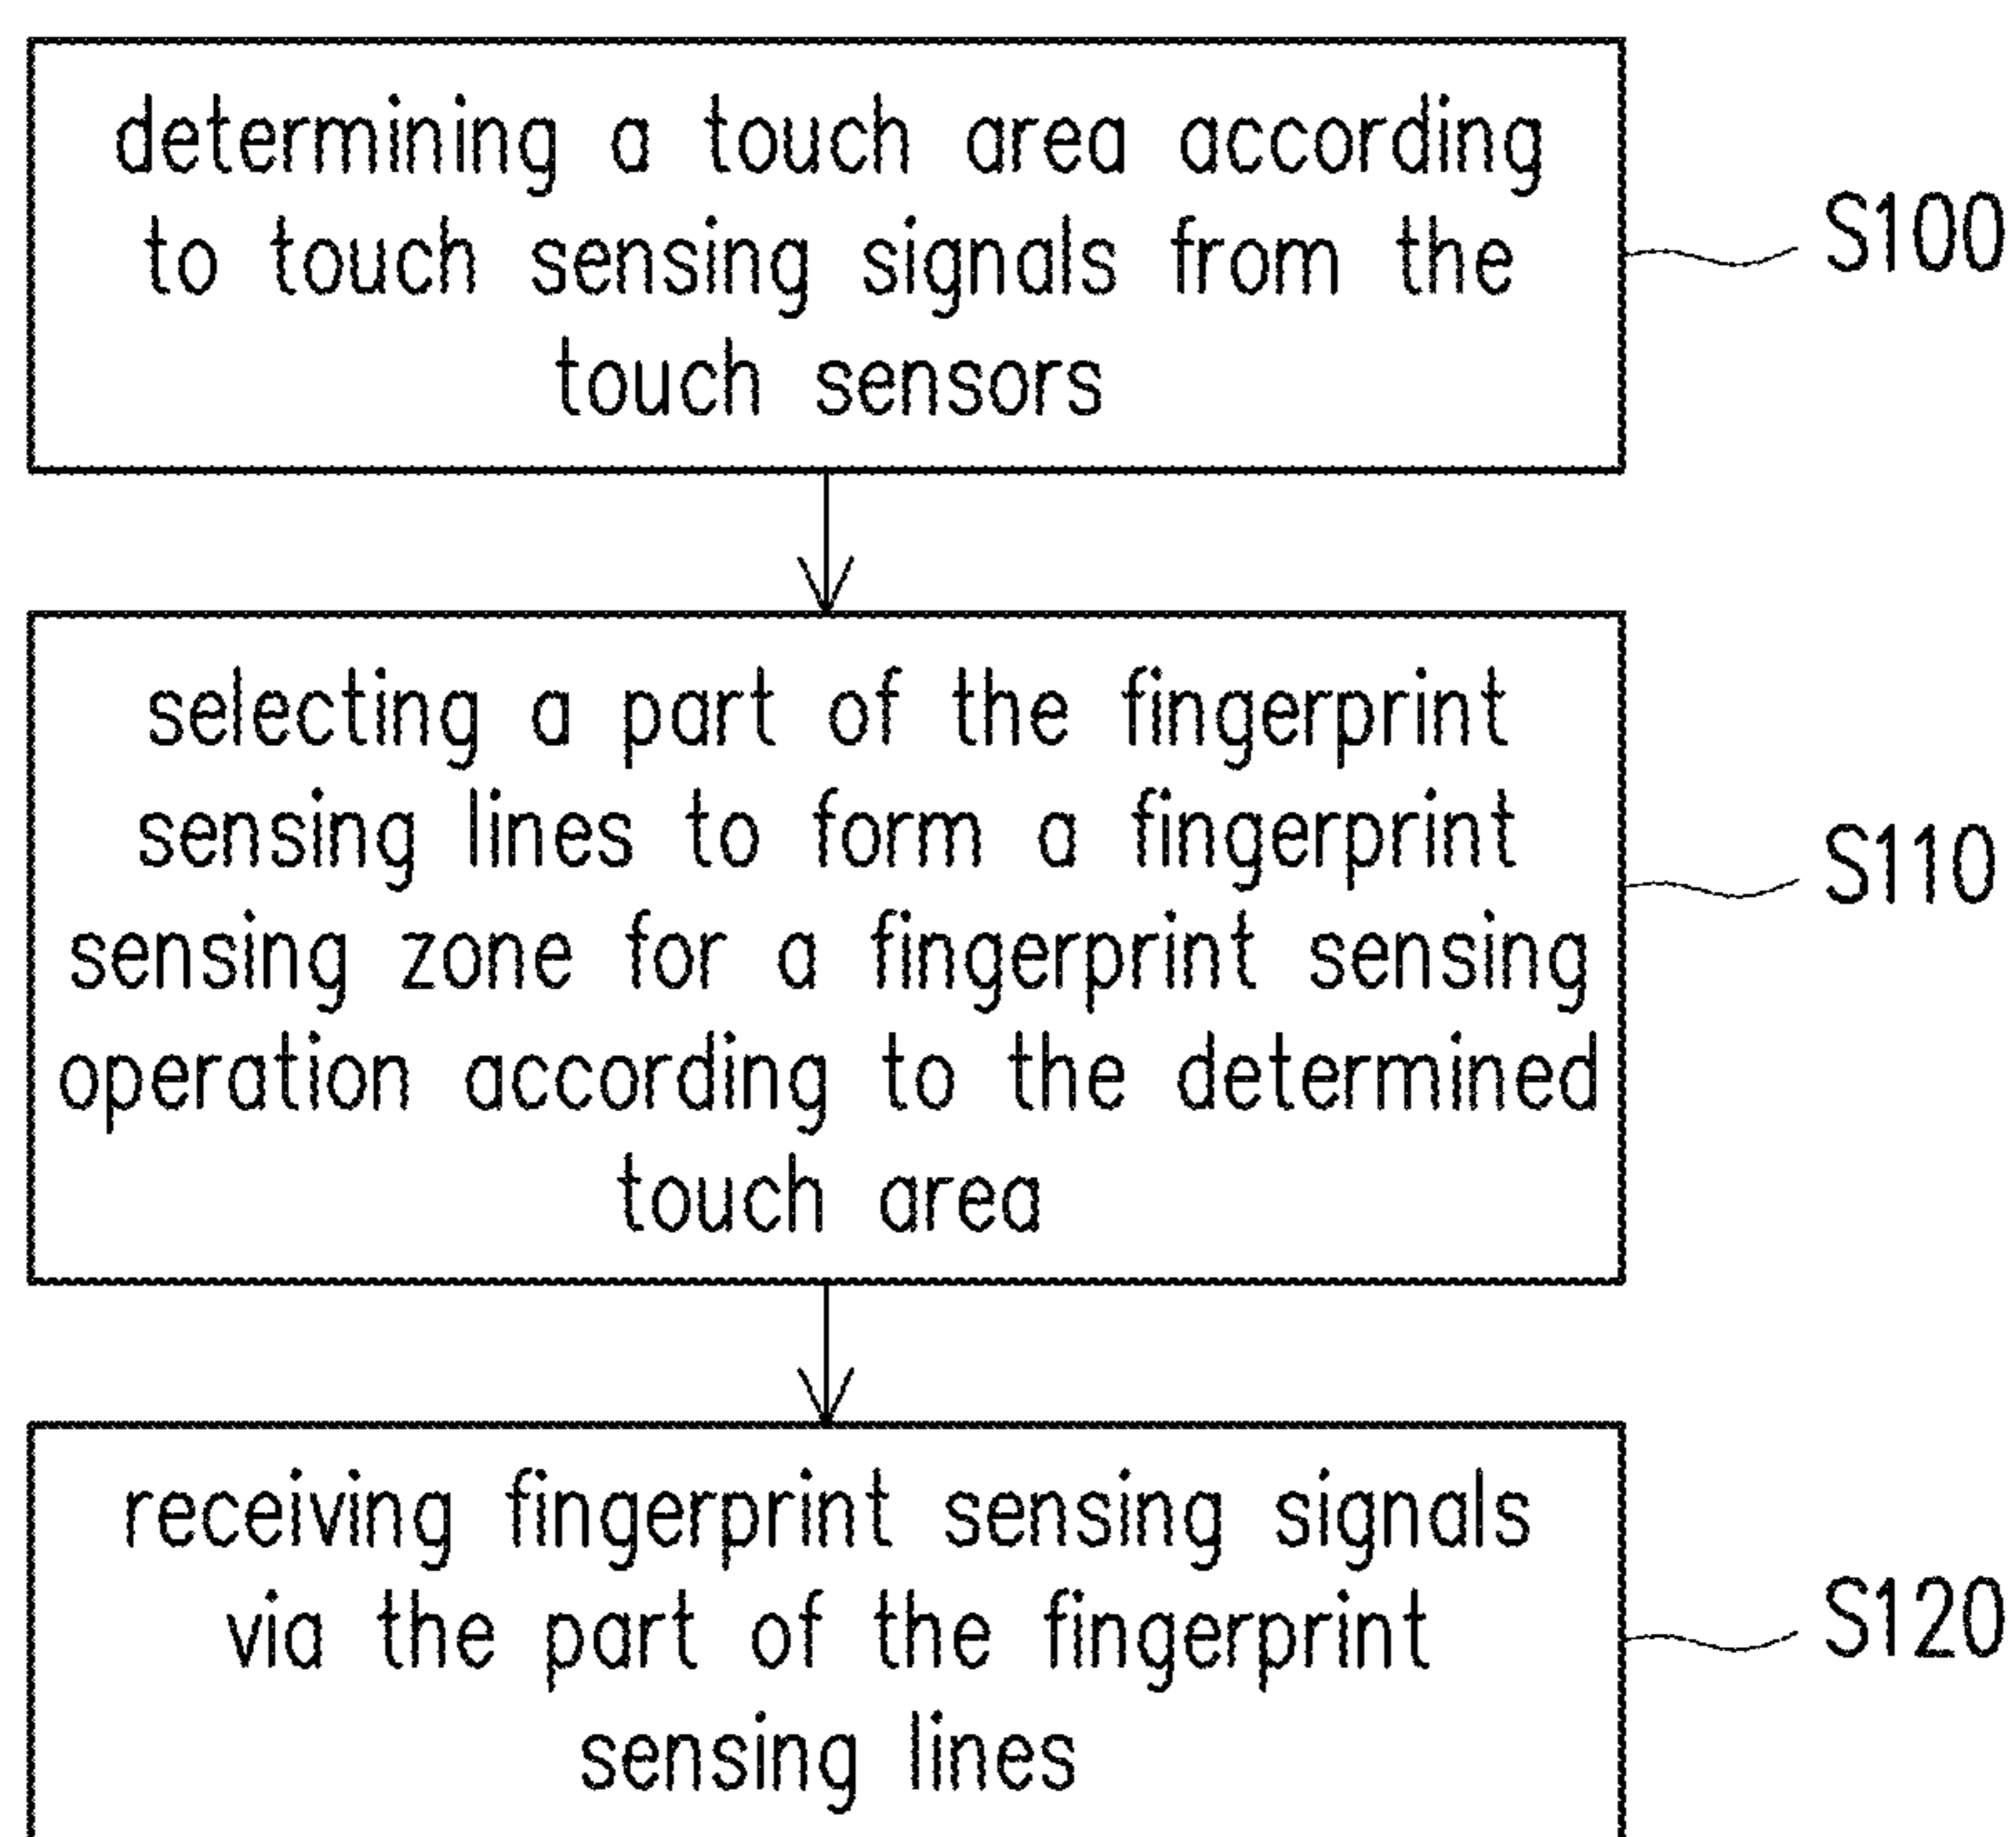 determining a touch area according
to touch sensing signals from the
touch sensors
S100
selecting a part of the fingerprint
sensing lines to form a fingerprint
sensing zone for a fingerprint sensing
operation according to the determined
touch area
S110
receiving fingerprint sensing signals
via the part of the fingerprint
sensing lines
S120